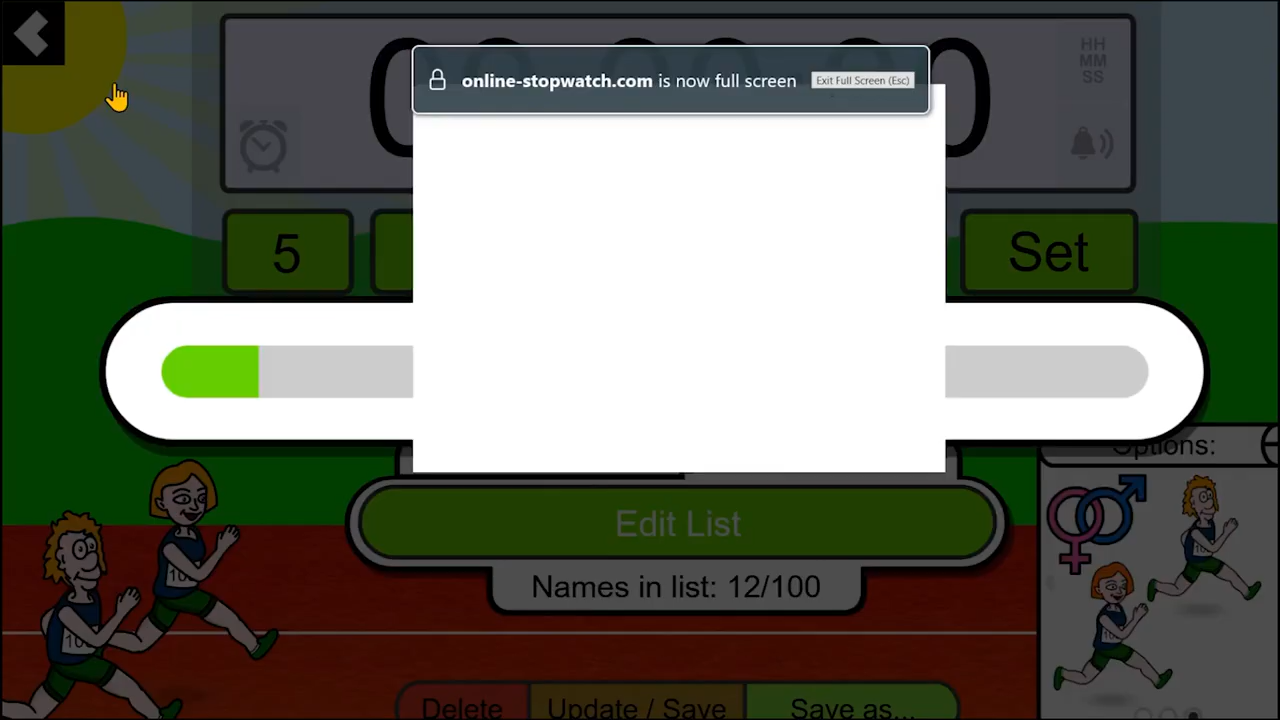 HH
MM
SS
online-stopwatch.com is now full screen
Exit Full Screen (Esc)
5
Set
Options:
Edit List
Names in list: 12/100
Delete
Update / Save
Save as...